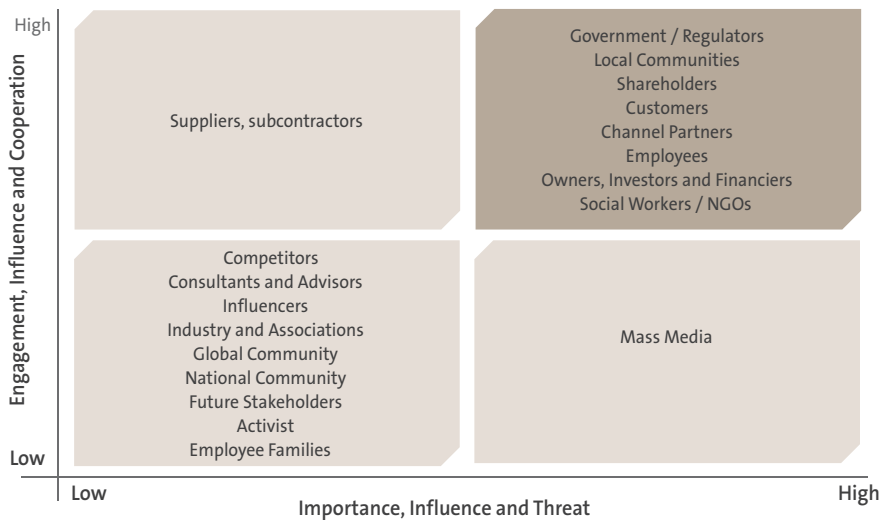 High
Engagement, Influence and Cooperation
Low
Suppliers, subcontractors
Government / Regulators
Local Communities
Shareholders
Customers
Channel Partners
Employees
Owners, Investors and Financiers
Social Workers / NGOs
Competitors
Consultants and Advisors
Influencers
Industry and Associations
Global Community
National Community
Future Stakeholders
Activist
Employee Families
Mass Media
Low
High
Importance, Influence and Threat